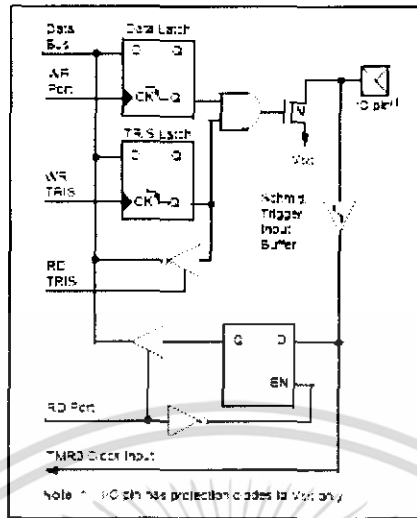 Data Bus
Data Latch
D Q
WR Port
CK Q
N
I/O pin(1)
TRIS Latch
D Q
Vss
WR TRIS
CK Q
Schmitt Trigger Input Buffer
RD TRIS
Q D
EN
RD Port
TMR0 Clock Input
Note 1: I/O pin has protection diodes to Vss only